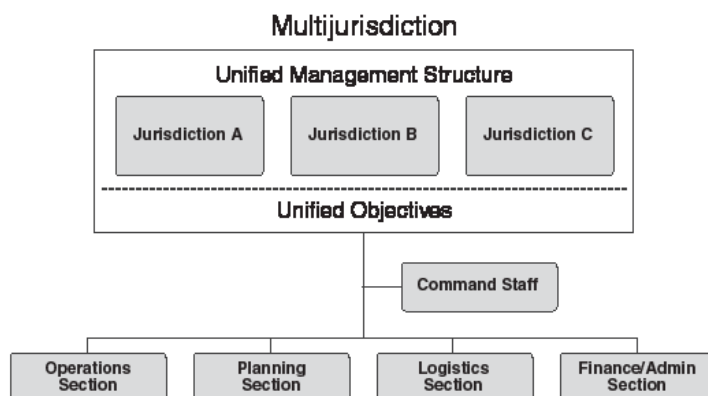 Multijurisdiction
Unified Management Structure
Jurisdiction A
Jurisdiction B
Jurisdiction C
Unified Objectives
Command Staff
Operations
Section
Planning
Section
Logistics
Section
Finance/Admin
Section